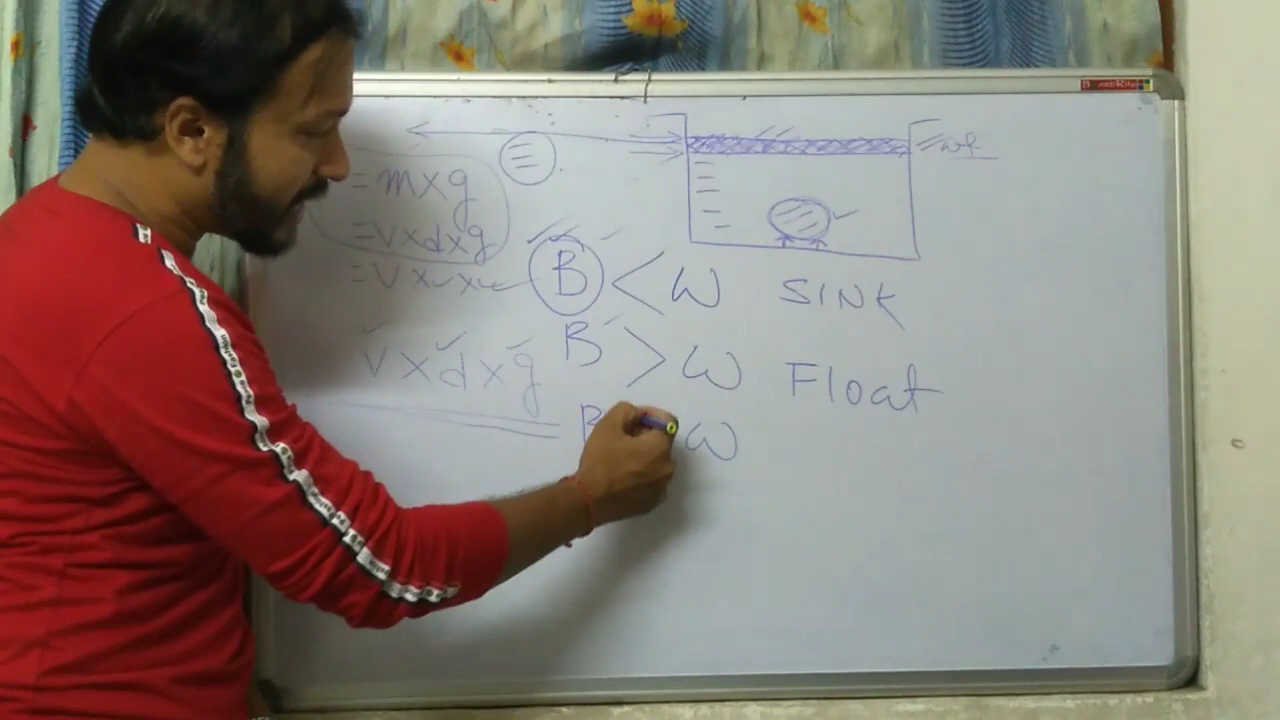 = m x g
= V x d x g
= V x
B < W SINK
V x d x g
B > W Float
B W